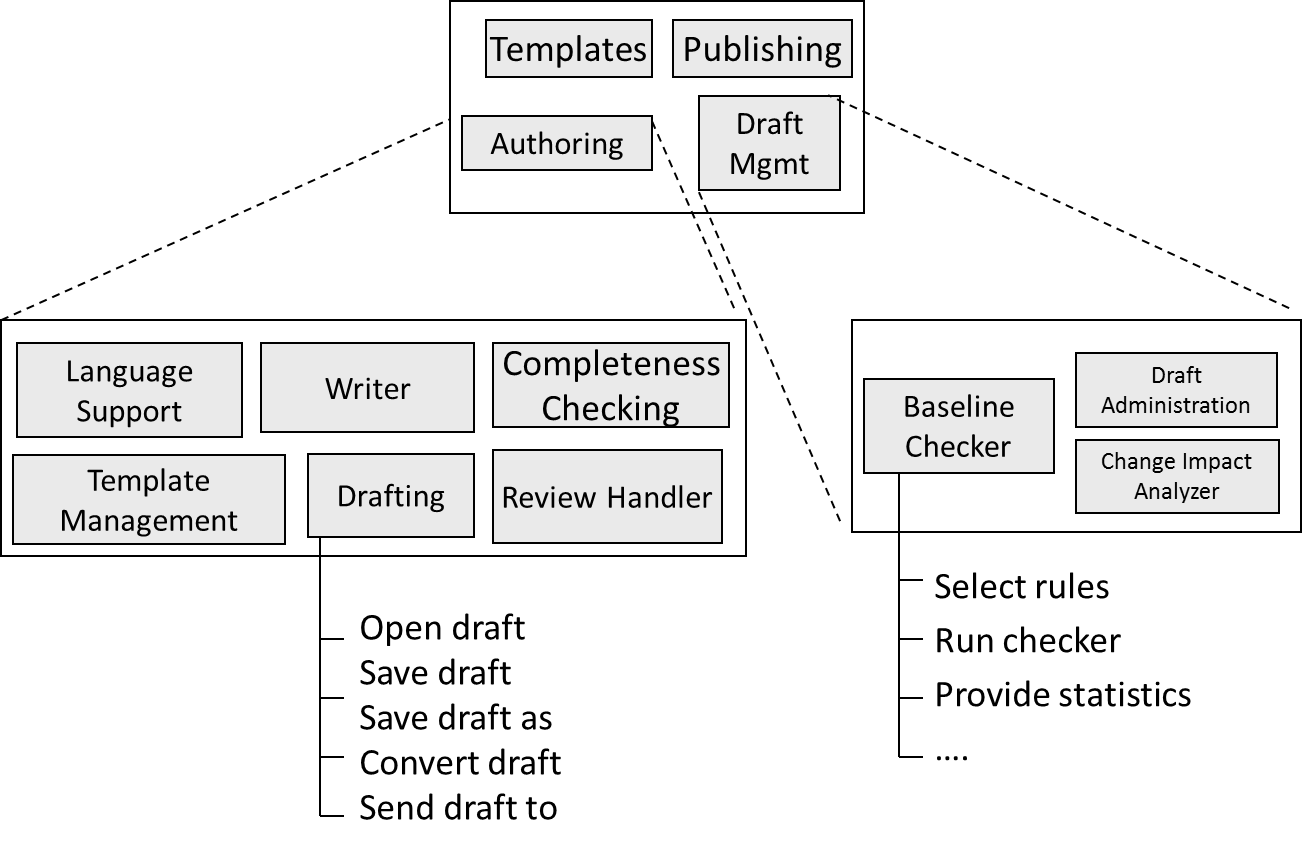 Templates
Publishing
Authoring
Draft
Mgmt
Language
Support
Writer
Completeness
Checking
Template
Management
Drafting
Review Handler
Open draft
Save draft
Save draft as
Convert draft
Send draft to
Baseline
Checker
Draft
Administration
Change Impact
Analyzer
Select rules
Run checker
Provide statistics
....